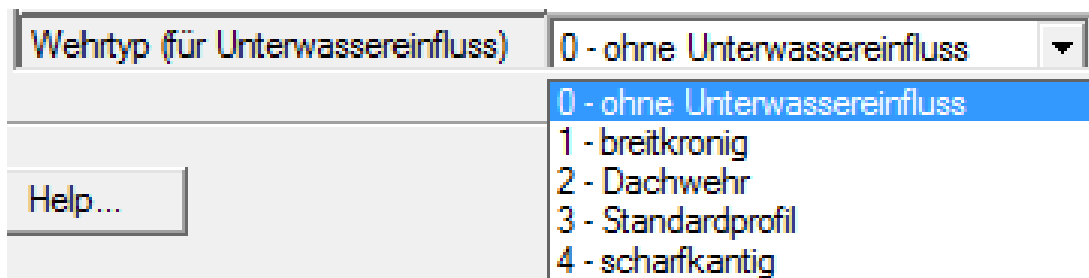 Wehrtyp (für Unterwassereinfluss)
0 - ohne Unterwassereinfluss
0 - ohne Unterwassereinfluss
1 - breitkronig
2 - Dachwehr
3 - Standardprofil
4 - scharfkantig
Help...